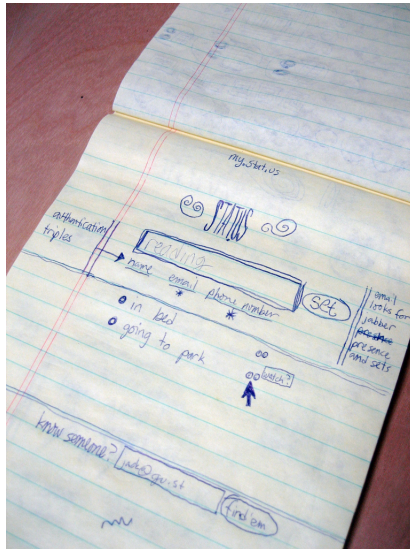 my.stat.us
STATUS
authentication
triples
reading
name email phone number
set
in bed
going to park
watch?
email
looks for
jabber
presence
and sets
know someone?
find'em